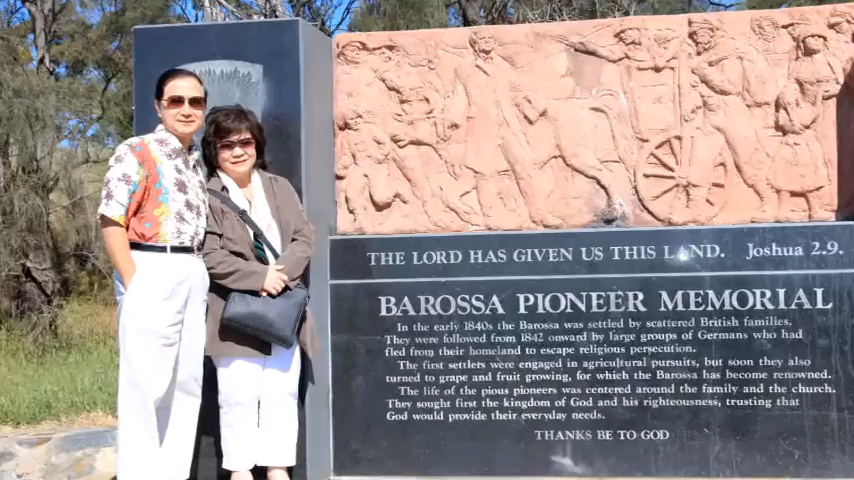 THE LORD HAS GIVEN US THIS LAND. JOSHUA 2.9.
BAROSSA PIONEER MEMORIAL
IN THE EARLY 1840S THE BAROSSA WAS SETTLED BY SCATTERED BRITISH FAMILIES.
THEY WERE FOLLOWED FROM 1842 ONWARD BY LARGE GROUPS OF GERMANS WHO HAD
FLED FROM THEIR HOMELAND TO ESCAPE RELIGIOUS PERSECUTION.
THE FIRST SETTLERS WERE ENGAGED IN AGRICULTURAL PURSUITS, BUT SOON THEY ALSO
TURNED TO GRAPE AND FRUIT GROWING, FOR WHICH THE BAROSSA HAS BECOME RENOWNED.
THE LIFE OF THE PIOUS PIONEERS WAS CENTERED AROUND THE FAMILY AND THE CHURCH.
THEY SOUGHT FIRST THE KINGDOM OF GOD AND HIS RIGHTEOUSNESS, TRUSTING THAT
GOD WOULD PROVIDE THEIR EVERYDAY NEEDS.
THANKS BE TO GOD